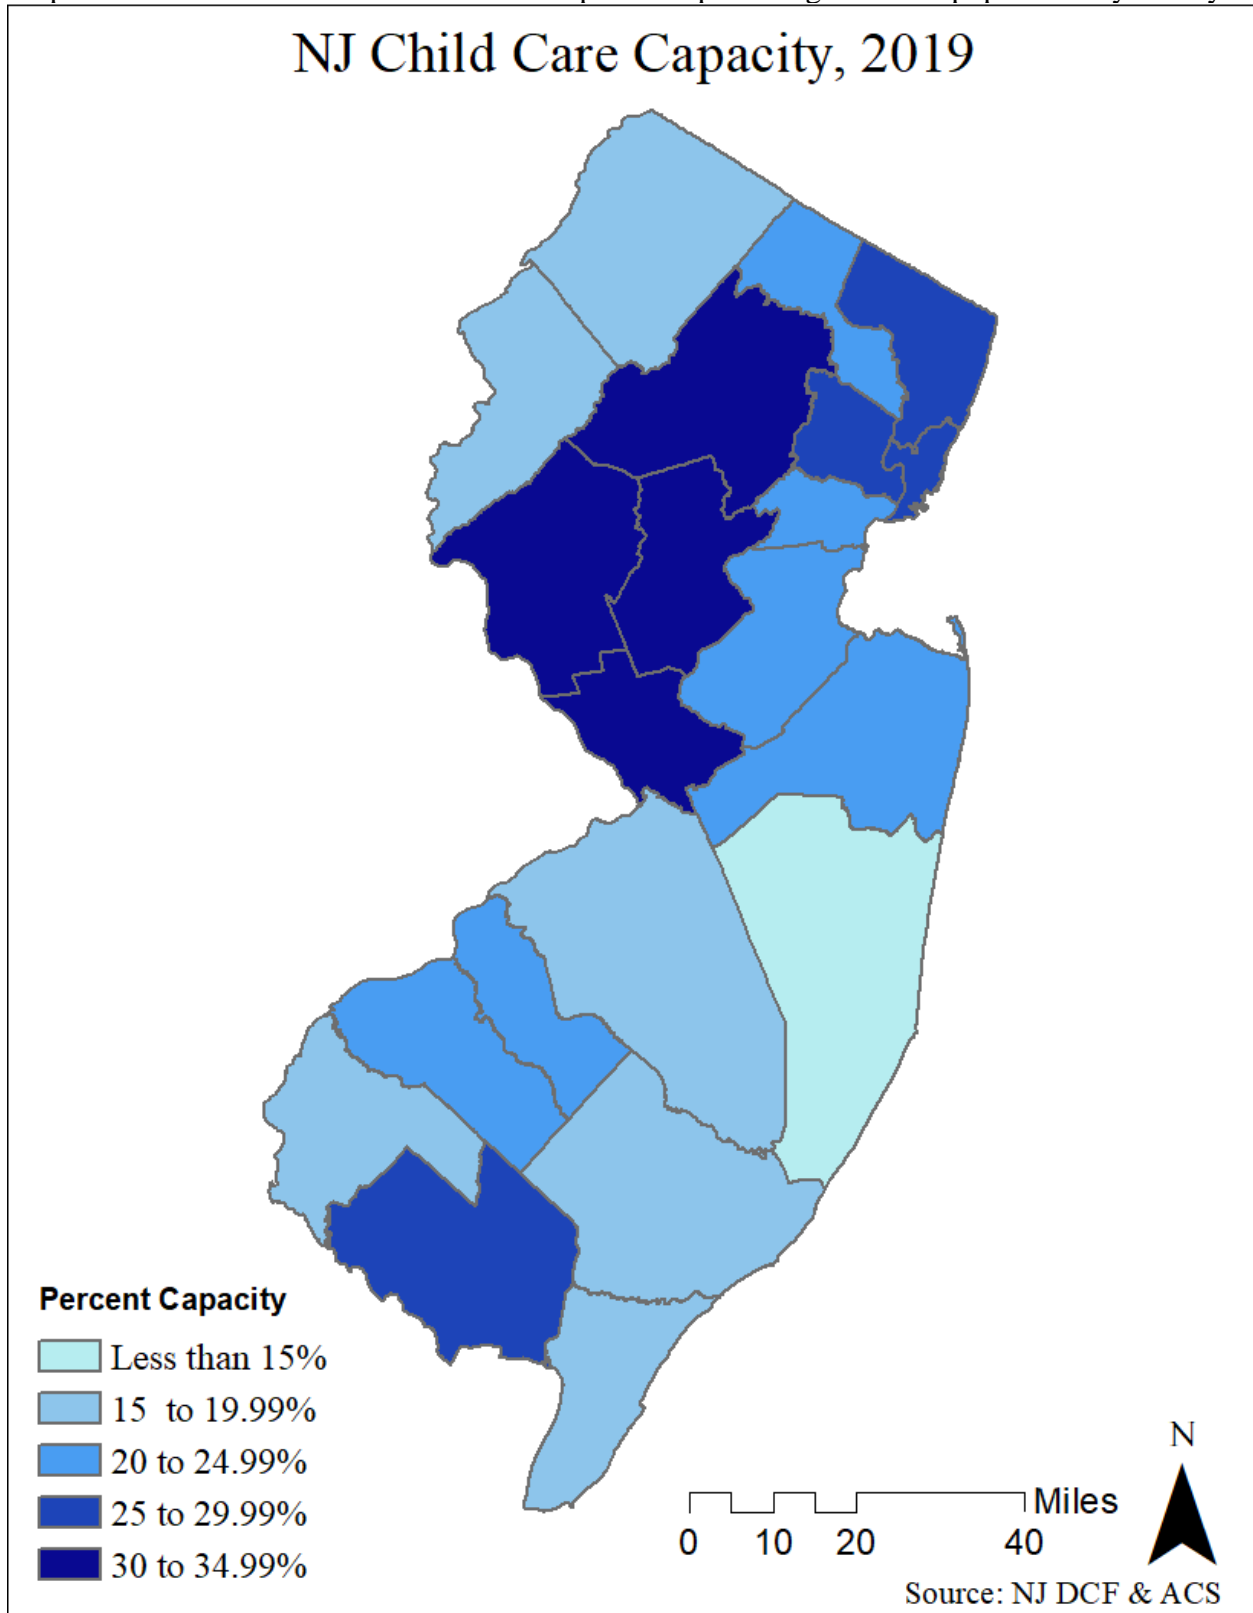 NJ Child Care Capacity, 2019
Percent Capacity
Less than 15%
15 to 19.99%
20 to 24.99%
25 to 29.99%
30 to 34.99%
N
Miles
0 10 20 40
Source: NJ DCF & ACS